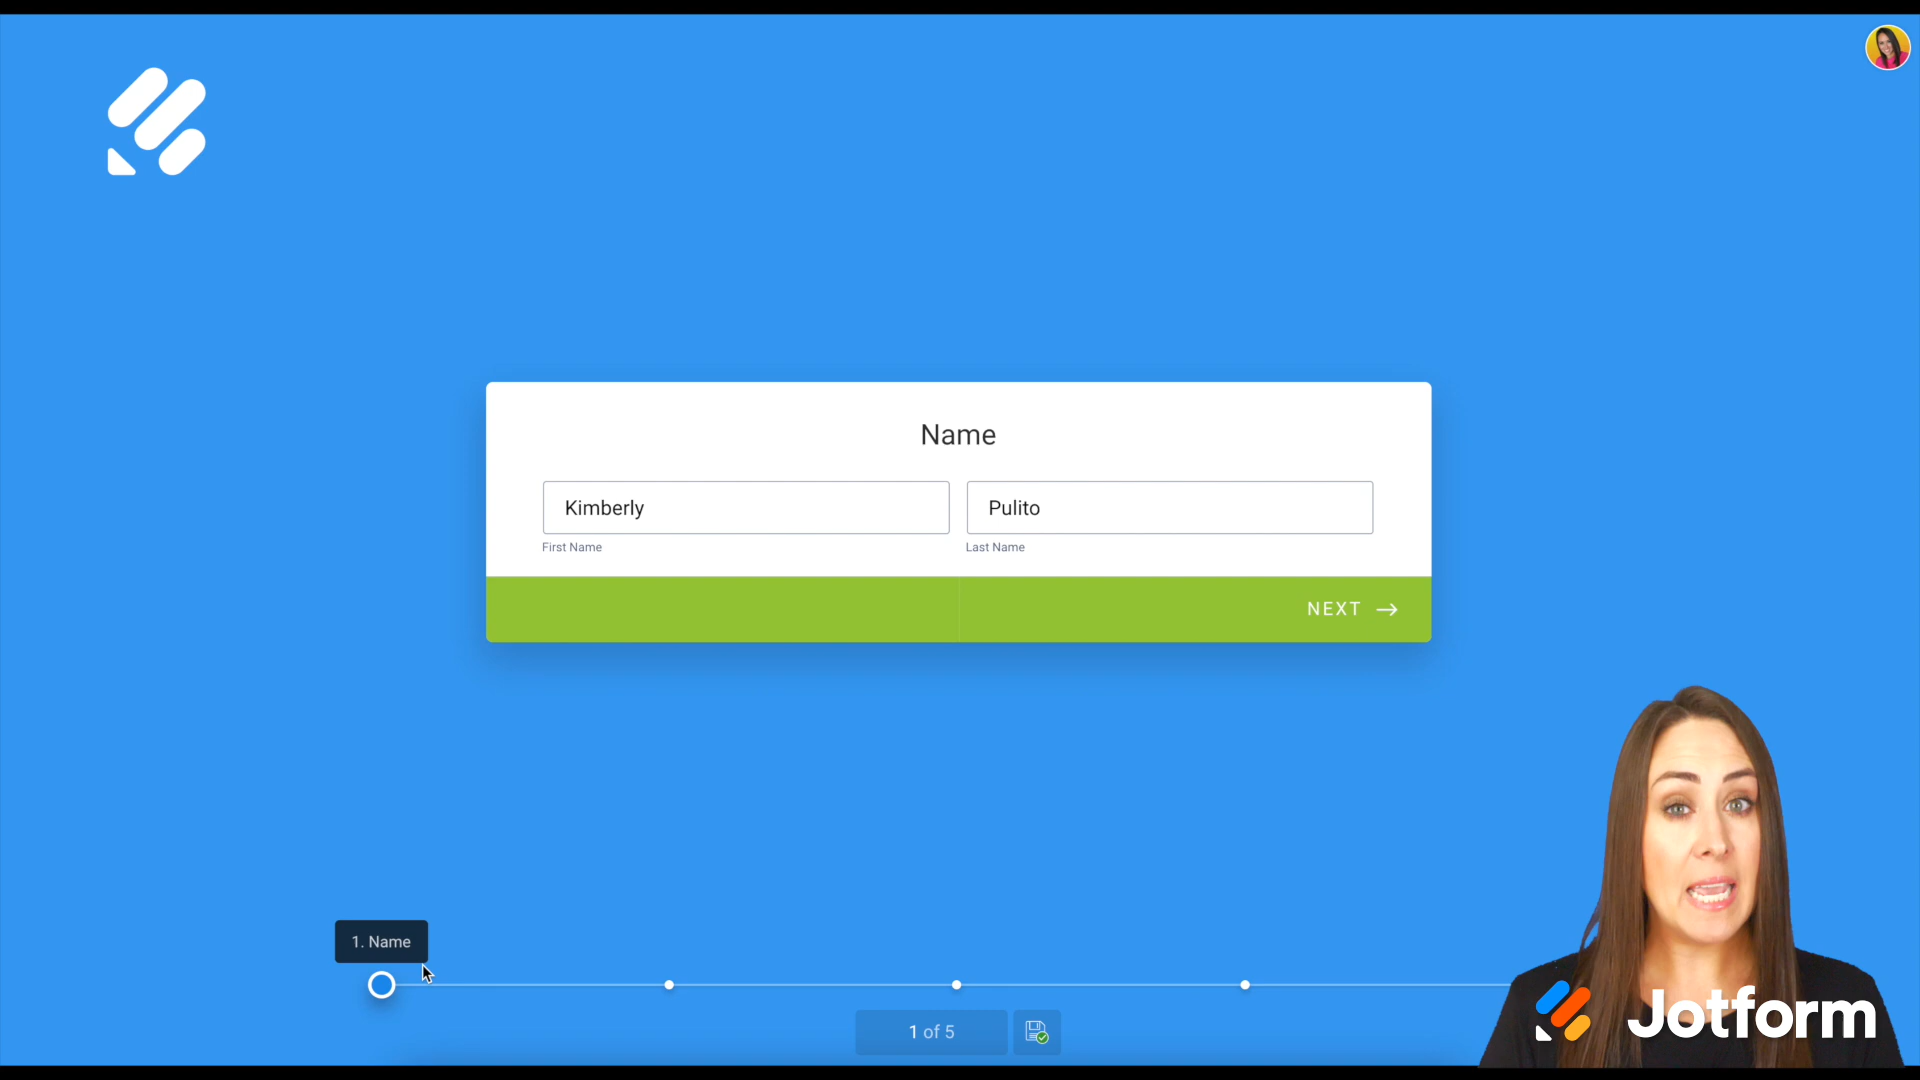 Name
Kimberly
Pulito
First Name
Last Name
NEXT
1. Name
1 of 5
Jotform